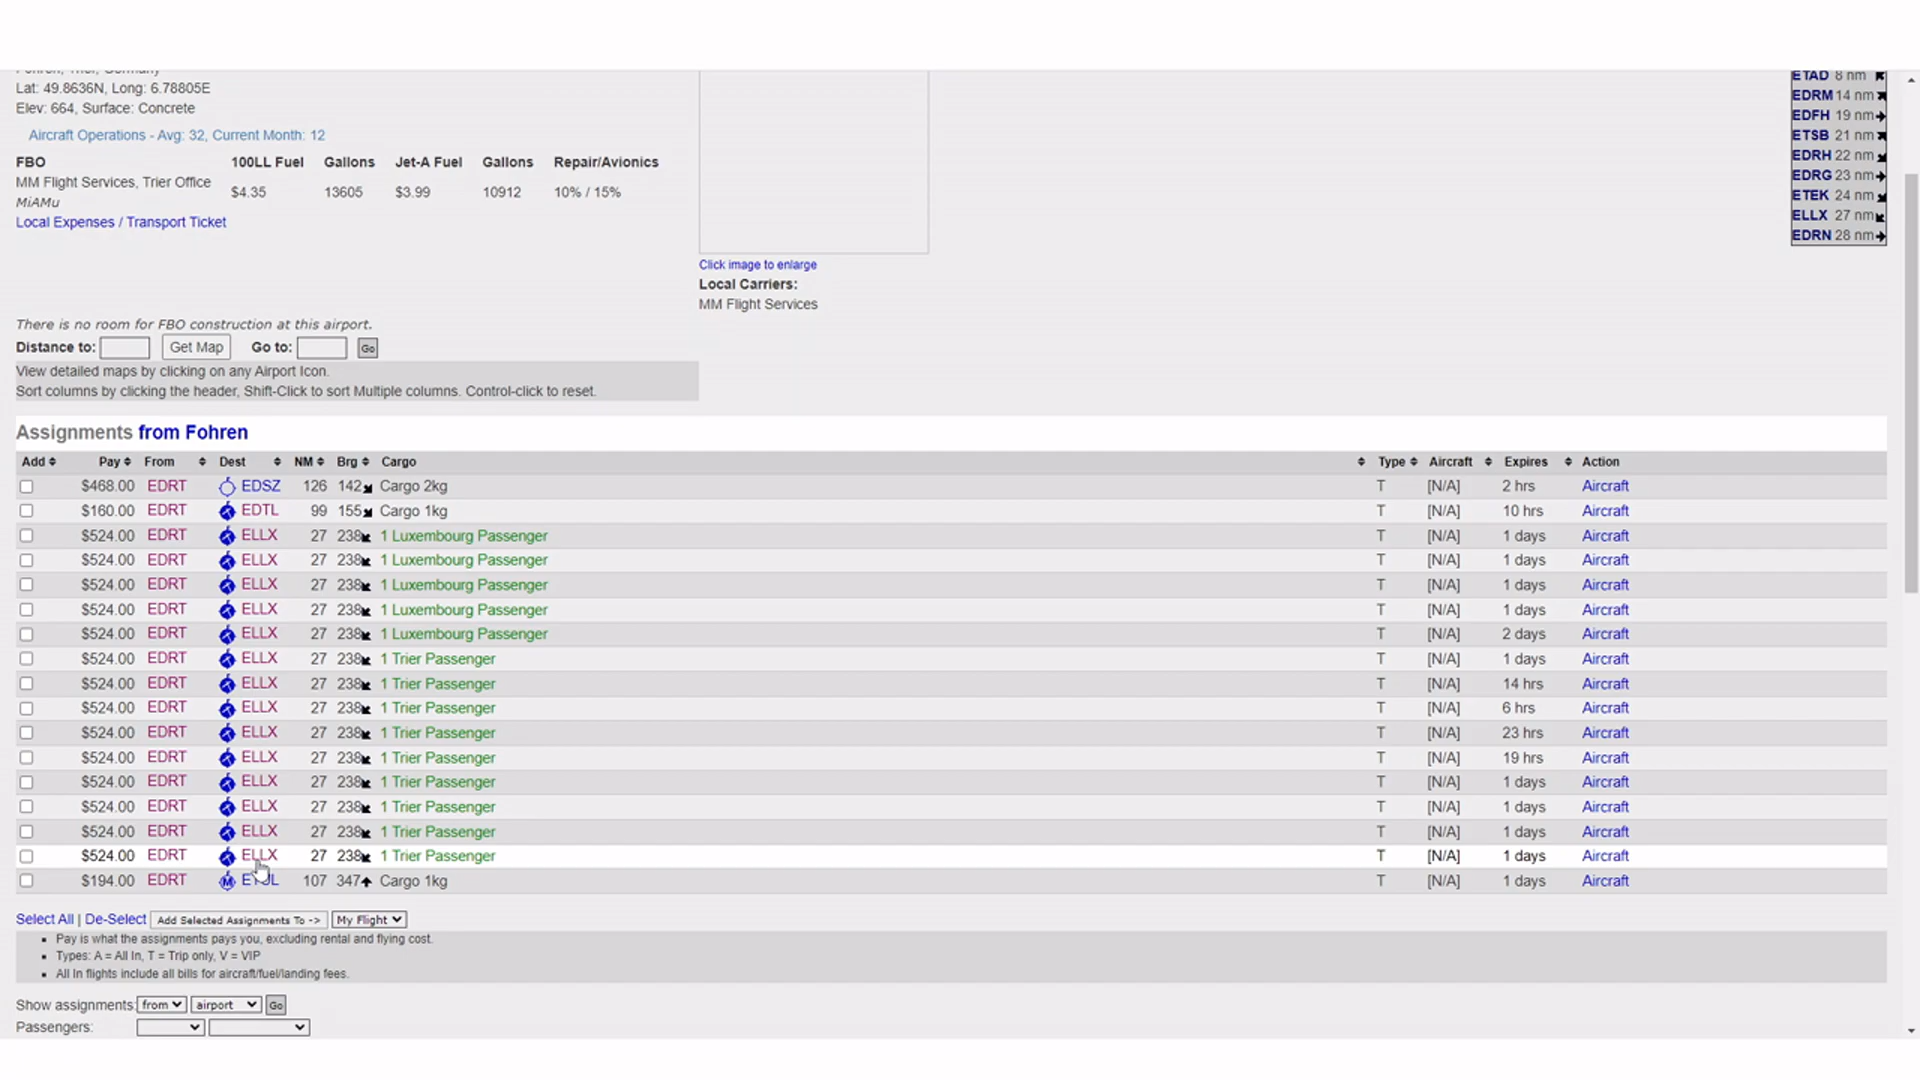 Lat: 49.8636N, Long: 6.78805E
Elev: 664, Surface: Concrete
Aircraft Operations - Avg: 32, Current Month: 12
FBO 100LL Fuel Gallons Jet-A Fuel Gallons Repair/Avionics
MM Flight Services, Trier Office $4.35 13605 $3.99 10912 10% / 15%
MiAMu
Local Expenses / Transport Ticket
ETAD 8 nm
EDRM 14 nm
EDFH 19 nm
ETSB 21 nm
EDRH 22 nm
EDRG 23 nm
ETEK 24 nm
ELLX 27 nm
EDRN 28 nm
Click image to enlarge
Local Carriers:
MM Flight Services
There is no room for FBO construction at this airport.
Distance to: Get Map Go to: Go
View detailed maps by clicking on any Airport Icon.
Sort columns by clicking the header, Shift-Click to sort Multiple columns. Control-click to reset.
Assignments from Fohren
Add Pay From Dest NM Brg Cargo Type Aircraft Expires Action
$468.00 EDRT EDSZ 126 142 Cargo 2kg T [N/A] 2 hrs Aircraft
$160.00 EDRT EDTL 99 155 Cargo 1kg T [N/A] 10 hrs Aircraft
$524.00 EDRT ELLX 27 238 1 Luxembourg Passenger T [N/A] 1 days Aircraft
$524.00 EDRT ELLX 27 238 1 Luxembourg Passenger T [N/A] 1 days Aircraft
$524.00 EDRT ELLX 27 238 1 Luxembourg Passenger T [N/A] 1 days Aircraft
$524.00 EDRT ELLX 27 238 1 Luxembourg Passenger T [N/A] 1 days Aircraft
$524.00 EDRT ELLX 27 238 1 Luxembourg Passenger T [N/A] 2 days Aircraft
$524.00 EDRT ELLX 27 238 1 Trier Passenger T [N/A] 1 days Aircraft
$524.00 EDRT ELLX 27 238 1 Trier Passenger T [N/A] 14 hrs Aircraft
$524.00 EDRT ELLX 27 238 1 Trier Passenger T [N/A] 6 hrs Aircraft
$524.00 EDRT ELLX 27 238 1 Trier Passenger T [N/A] 23 hrs Aircraft
$524.00 EDRT ELLX 27 238 1 Trier Passenger T [N/A] 19 hrs Aircraft
$524.00 EDRT ELLX 27 238 1 Trier Passenger T [N/A] 1 days Aircraft
$524.00 EDRT ELLX 27 238 1 Trier Passenger T [N/A] 1 days Aircraft
$524.00 EDRT ELLX 27 238 1 Trier Passenger T [N/A] 1 days Aircraft
$524.00 EDRT ELLX 27 238 1 Trier Passenger T [N/A] 1 days Aircraft
$194.00 EDRT 107 347 Cargo 1kg T [N/A] 1 days Aircraft
Select All | De-Select Add Selected Assignments To -> My Flight
Pay is what the assignments pays you, excluding rental and flying cost.
Types: A = All In, T = Trip only, V = VIP
All In flights include all bills for aircraft/fuel/landing fees.
Show assignments: from airport Go
Passengers: